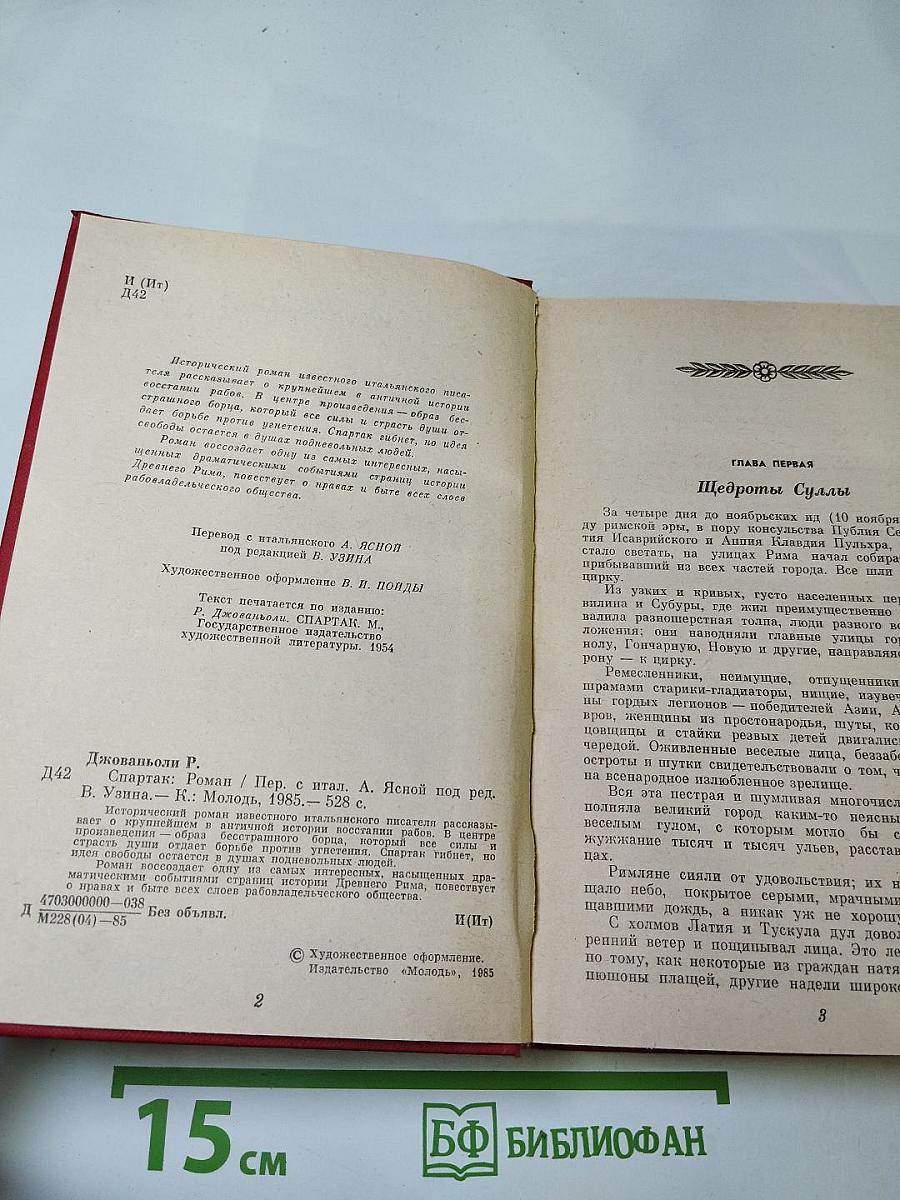 И (Ит)
Д42
Исторический роман известного итальянского писа-
теля рассказывает о крупнейшем в античной истории
восстании рабов. В центре произведения — образ бес-
страшного борца, который все силы и страсть души от-
дает борьбе против угнетения. Спартак гибнет, но идея
свободы остается в душах подневольных людей.
Роман воссоздает одну из самых интересных, насы-
щенных драматическими событиями страниц истории
Древнего Рима, повествует о нравах и быте всех слоев
рабовладельческого общества.
Перевод с итальянского А. ЯСНОЙ
под редакцией В. УЗИНА
Художественное оформление В. И. ПОЙДЫ
Текст печатается по изданию:
Р. Джованьоли. СПАРТАК. М.,
Государственное издательство
художественной литературы. 1954
Джованьоли Р.
Д42
Спартак: Роман / Пер. с итал. А. Ясной под ред.
В. Узина.— К.: Молодь, 1985.— 528 с.
Исторический роман известного итальянского писателя рассказы-
вает о крупнейшем в античной истории восстании рабов. В центре
произведения — образ бесстрашного борца, который все силы и
страсть души отдает борьбе против угнетения. Спартак гибнет, но
идея свободы остается в душах подневольных людей.
Роман воссоздает одну из самых интересных, насыщенных дра-
матическими событиями страниц истории Древнего Рима, повествует
о нравах и быте всех слоев рабовладельческого общества.
Д 4703000000—038
М228(04)—85 Без объявл.
И(Ит)
© Художественное оформление.
Издательство «Молодь», 1985
2
ГЛАВА ПЕРВАЯ
Щедроты Суллы
За четыре дня до ноябрьских ид (10 ноября
ду римской эры, в пору консульства Публия Се
тия Исаврийского и Аппия Клавдия Пульхра,
стало светать, на улицах Рима начал собира
прибывавший из всех частей города. Все шли
цирку.
Из узких и кривых, густо населенных пер
вилина и Субуры, где жил преимущественно
валила разношерстная толпа, люди разного во
ложения; они наводняли главные улицы гор
нолу, Гончарную, Новую и другие, направляяс
рону — к цирку.
Ремесленники, неимущие, отпущенники
шрамами старики-гладиаторы, нищие, изувеч
ны гордых легионов — победителей Азии, А
вров, женщины из простонародья, шуты, ко
цовщицы и стайки резвых детей двигалис
чередой. Оживленные веселые лица, беззабо
остроты и шутки свидетельствовали о том, ч
на всенародное излюбленное зрелище.
Вся эта пестрая и шумливая многочисл
полняла великий город каким-то неясны
веселым гулом, с которым могло бы с
жужжание тысяч и тысяч ульев, расстав
цах.
Римляне сияли от удовольствия; их н
щало небо, покрытое серыми, мрачными
щавшими дождь, а никак уж не хорошу
С холмов Латия и Тускула дул довол
ренний ветер и пощипывал лица. Это ле
по тому, как некоторые из граждан натя
пюшоны плащей, другие надели широк
3
15 см
БФ БИБЛИОФАН